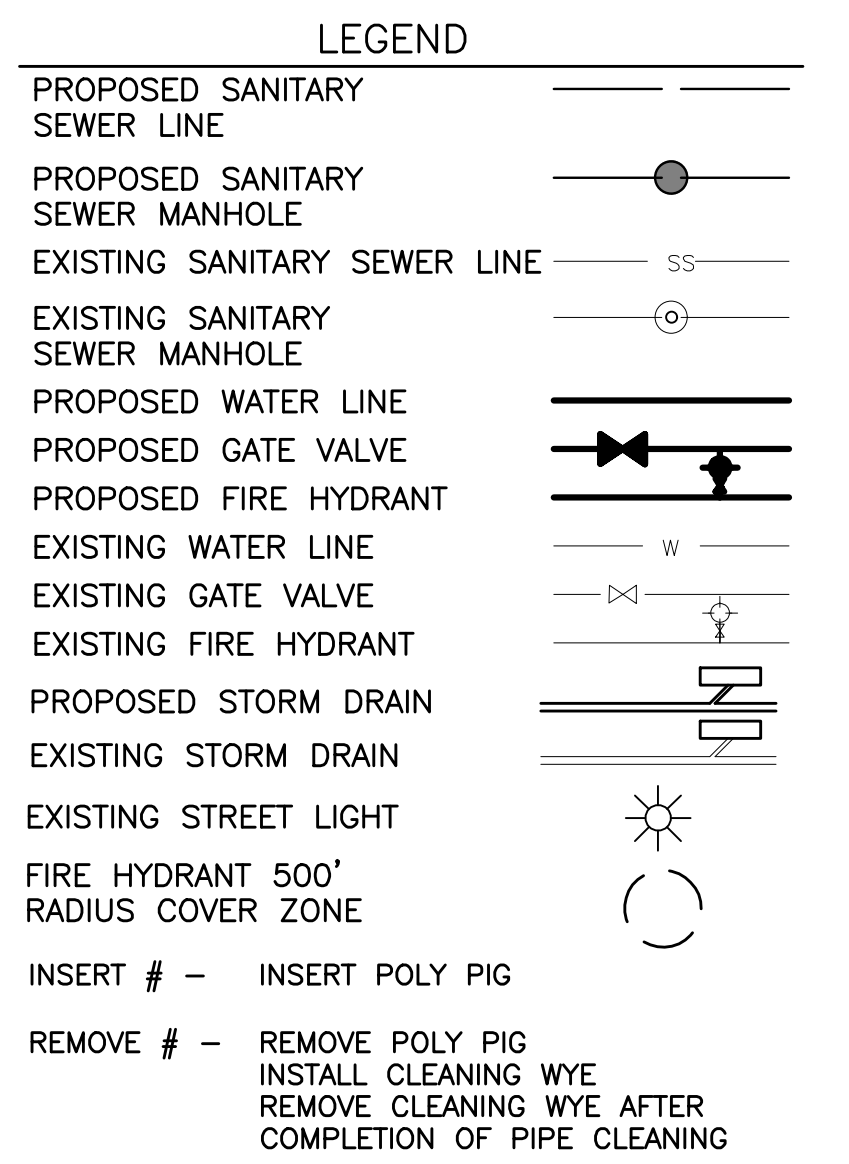 LEGEND
PROPOSED SANITARY
SEWER LINE
PROPOSED SANITARY
SEWER MANHOLE
EXISTING SANITARY SEWER LINE SS
EXISTING SANITARY
SEWER MANHOLE
PROPOSED WATER LINE
PROPOSED GATE VALVE
PROPOSED FIRE HYDRANT
EXISTING WATER LINE W
EXISTING GATE VALVE
EXISTING FIRE HYDRANT
PROPOSED STORM DRAIN
EXISTING STORM DRAIN
EXISTING STREET LIGHT
FIRE HYDRANT 500'
RADIUS COVER ZONE
INSERT # - INSERT POLY PIG
REMOVE # - REMOVE POLY PIG
INSTALL CLEANING WYE
REMOVE CLEANING WYE AFTER
COMPLETION OF PIPE CLEANING